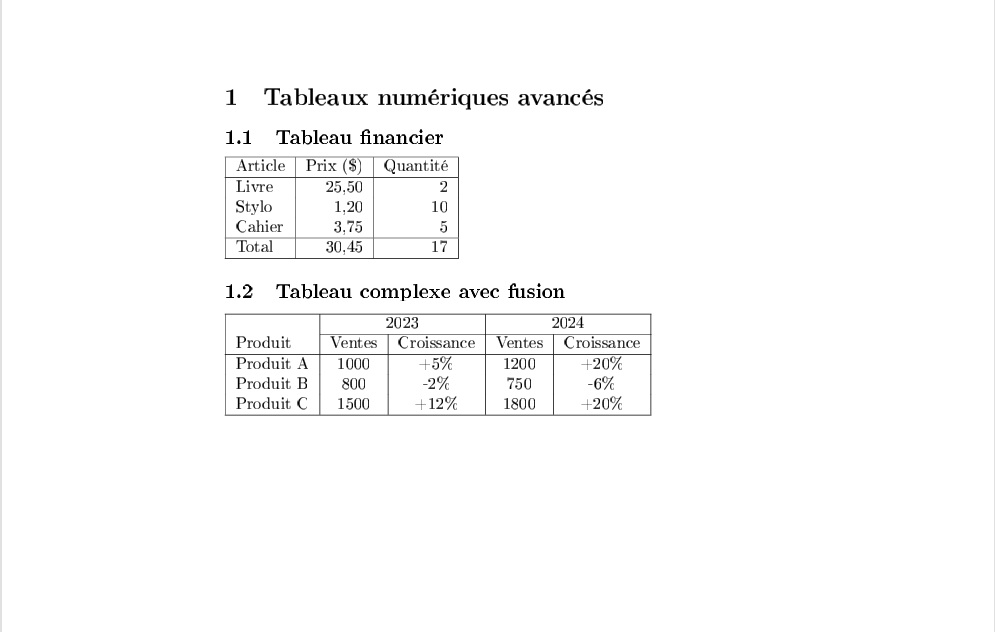 1 Tableaux numériques avancés
1.1 Tableau financier
Article Prix ($) Quantité
Livre 25,50 2
Stylo 1,20 10
Cahier 3,75 5
Total 30,45 17
1.2 Tableau complexe avec fusion
2023 2024
Produit Ventes Croissance Ventes Croissance
Produit A 1000 +5% 1200 +20%
Produit B 800 -2% 750 -6%
Produit C 1500 +12% 1800 +20%